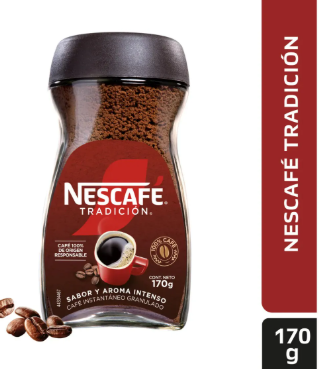 NESCAFÉ®
TRADICIÓN®
CAFÉ 100%
DE ORIGEN
RESPONSABLE
100% CAFÉ
CONT. NETO
170g
SABOR Y AROMA INTENSO
CAFÉ INSTANTÁNEO GRANULADO
NESCAFÉ TRADICIÓN
170
g